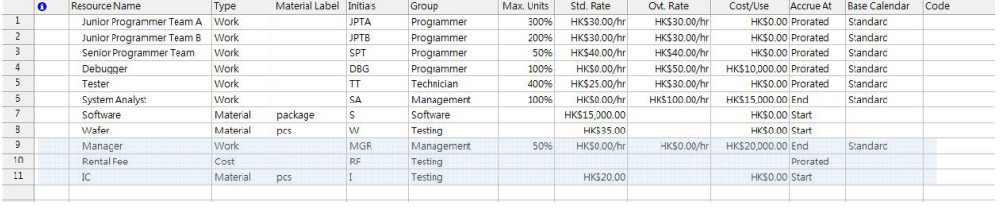 Resource Name Type Material Label Initials Group Max. Units Std. Rate Ovt. Rate Cost/Use Accrue At Base Calendar Code
1 Junior Programmer Team A Work JPTA Programmer 300% HK$30.00/hr HK$30.00/hr HK$0.00 Prorated Standard
2 Junior Programmer Team B Work JPTB Programmer 200% HK$30.00/hr HK$30.00/hr HK$0.00 Prorated Standard
3 Senior Programmer Team Work SPT Programmer 50% HK$40.00/hr HK$40.00/hr HK$0.00 Prorated Standard
4 Debugger Work DBG Programmer 100% HK$0.00/hr HK$50.00/hr HK$10,000.00 Prorated Standard
5 Tester Work TT Technician 400% HK$25.00/hr HK$30.00/hr HK$0.00 Prorated Standard
6 System Analyst Work SA Management 100% HK$0.00/hr HK$100.00/hr HK$15,000.00 End Standard
7 Software Material package S Software HK$15,000.00 HK$0.00 Start
8 Wafer Material pcs W Testing HK$35.00 HK$0.00 Start
9 Manager Work MGR Management 50% HK$0.00/hr HK$0.00/hr HK$20,000.00 End Standard
10 Rental Fee Cost RF Testing Prorated
11 IC Material pcs I Testing HK$20.00 HK$0.00 Start